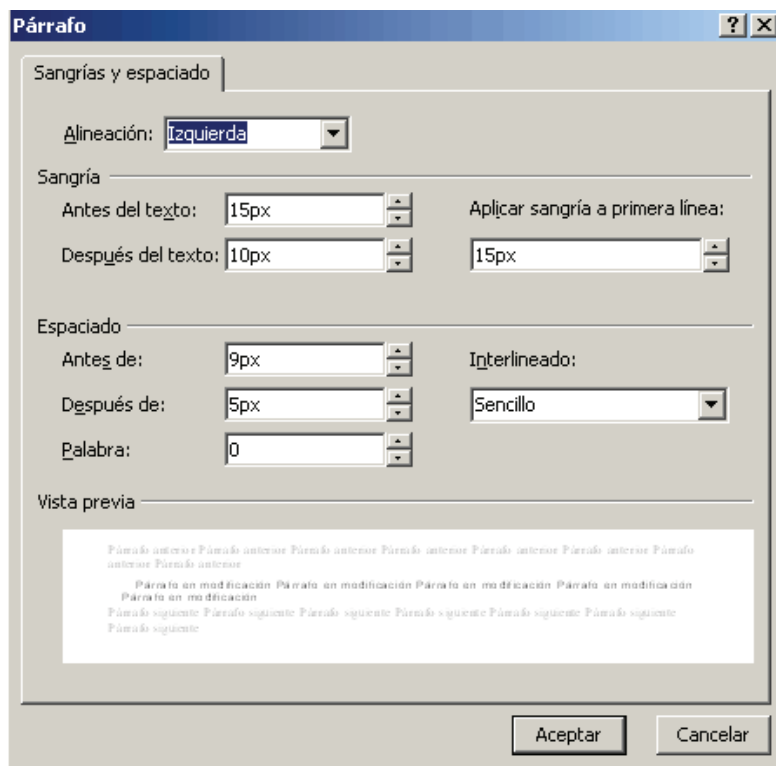 Párrafo
Sangrías y espaciado
Alineación: Izquierda
Sangría
Antes del texto: 15px
Aplicar sangría a primera línea:
Después del texto: 10px
15px
Espaciado
Antes de: 9px
Interlineado:
Después de: 5px
Sencillo
Palabra: 0
Vista previa
Párrafo anterior Párrafo anterior Párrafo anterior Párrafo anterior Párrafo anterior Párrafo anterior Párrafo
anterior Párrafo anterior
Párrafo en modificación Párrafo en modificación Párrafo en modificación Párrafo en modificación
Párrafo en modificación
Párrafo siguiente Párrafo siguiente Párrafo siguiente Párrafo siguiente Párrafo siguiente Párrafo siguiente
Párrafo siguiente
Aceptar
Cancelar